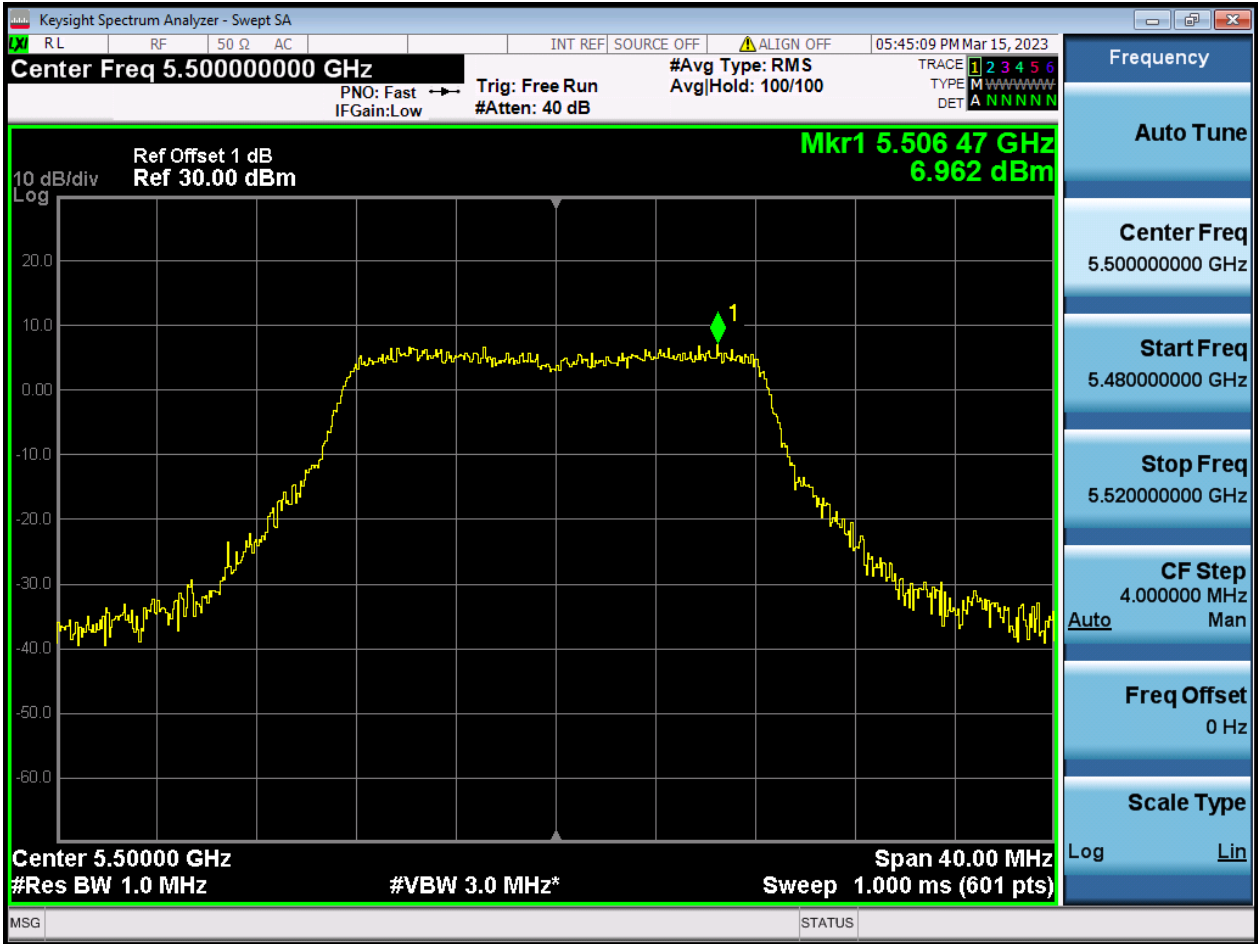 Keysight Spectrum Analyzer - Swept SA
LXI RL RF 50 Ω AC INT REF SOURCE OFF ALIGN OFF 05:45:09 PM Mar 15, 2023
Center Freq 5.500000000 GHz
PNO: Fast
IFGain:Low
Trig: Free Run
#Atten: 40 dB
#Avg Type: RMS
Avg|Hold: 100/100
TRACE 1 2 3 4 5 6
TYPE M W W W W W
DET A N N N N N
Mkr1 5.506 47 GHz
6.962 dBm
Ref Offset 1 dB
10 dB/div Ref 30.00 dBm
Log
20.0
10.0
0.00
-10.0
-20.0
-30.0
-40.0
-50.0
-60.0
1
Center 5.50000 GHz Span 40.00 MHz
#Res BW 1.0 MHz #VBW 3.0 MHz* Sweep 1.000 ms (601 pts)
MSG STATUS
Frequency
Auto Tune
Center Freq
5.500000000 GHz
Start Freq
5.480000000 GHz
Stop Freq
5.520000000 GHz
CF Step
4.000000 MHz
Auto Man
Freq Offset
0 Hz
Scale Type
Log Lin